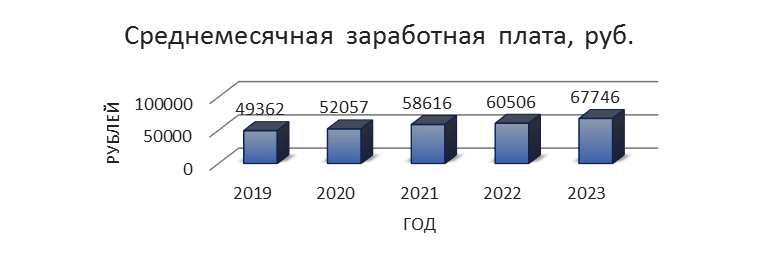 Среднемесячная заработная плата, руб.
РУБЛЕЙ
100000
50000
0
49362 52057 58616 60506 67746
2019 2020 2021 2022 2023
ГОД